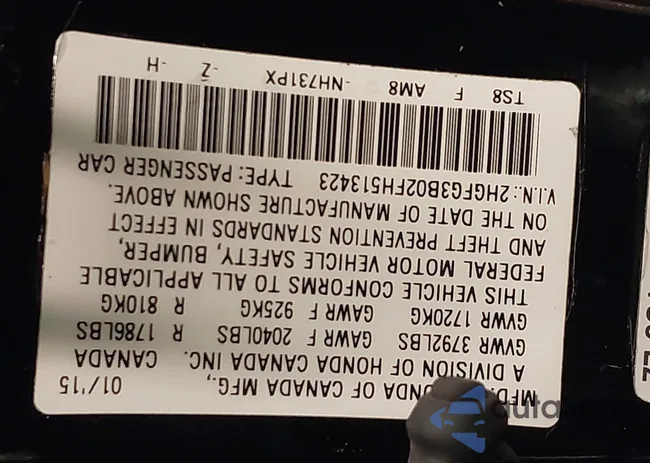 MFD. ONDA OF CANADA MFG., 01/'15
A DIVISION OF HONDA CANADA INC. CANADA
GVWR 3792LBS GAWR F 2040LBS R 1786LBS
GVWR 1720KG GAWR F 925KG R 810KG
THIS VEHICLE CONFORMS TO ALL APPLICABLE
FEDERAL MOTOR VEHICLE SAFETY, BUMPER,
AND THEFT PREVENTION STANDARDS IN EFFECT
ON THE DATE OF MANUFACTURE SHOWN ABOVE.
V.I.N.: 2HGFG3B02FH513423 TYPE: PASSENGER CAR
TS8 F AM8 -NH731PX -Z -H